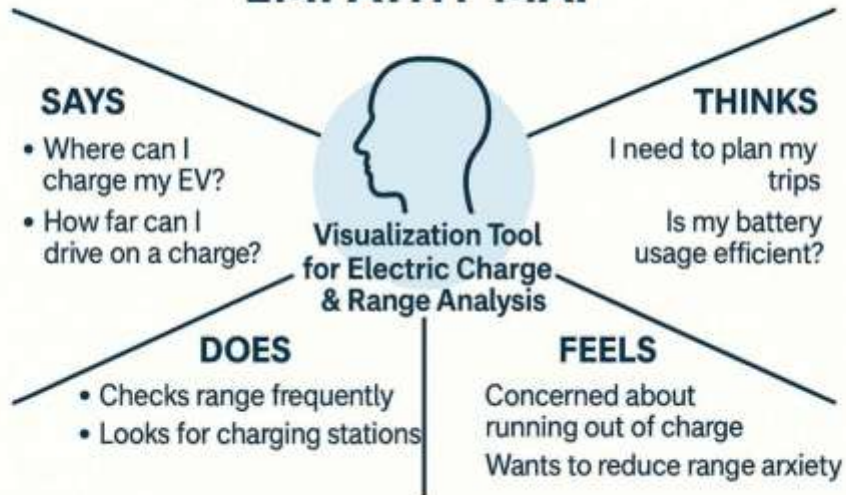 SAYS
• Where can I
charge my EV?
• How far can I
drive on a charge?
THINKS
I need to plan my
trips
Is my battery
usage efficient?
Visualization Tool
for Electric Charge
& Range Analysis
DOES
• Checks range frequently
• Looks for charging stations
FEELS
Concerned about
running out of charge
Wants to reduce range arxiety